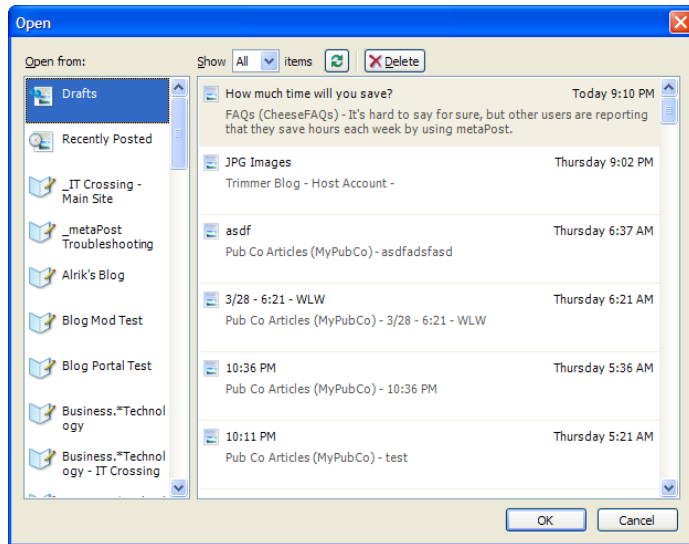 Open
Open from:
Show All items Delete
Drafts
Recently Posted
_IT Crossing -
Main Site
_metaPost
Troubleshooting
Alrik's Blog
Blog Mod Test
Blog Portal Test
Business.*Technol
ogy
Business.*Technol
ogy - IT Crossing
How much time will you save? Today 9:10 PM
FAQs (CheeseFAQs) - It's hard to say for sure, but other users are reporting
that they save hours each week by using metaPost.
JPG Images Thursday 9:02 PM
Trimmer Blog - Host Account -
asdf Thursday 6:37 AM
Pub Co Articles (MyPubCo) - asdfadsfasd
3/28 - 6:21 - WLW Thursday 6:21 AM
Pub Co Articles (MyPubCo) - 3/28 - 6:21 - WLW
10:36 PM Thursday 5:36 AM
Pub Co Articles (MyPubCo) - 10:36 PM
10:11 PM Thursday 5:21 AM
Pub Co Articles (MyPubCo) - test
OK Cancel